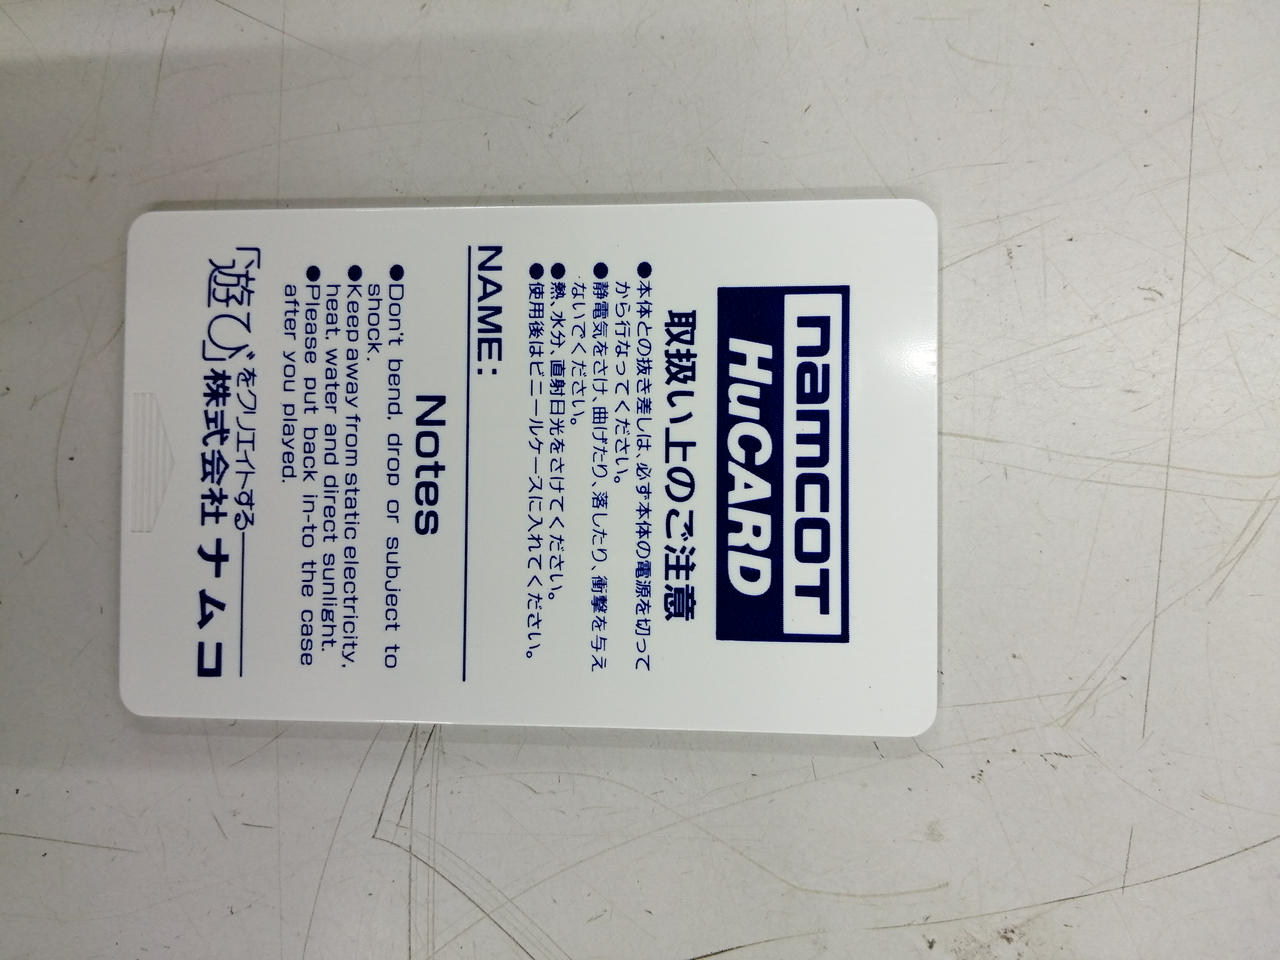 namcot
HuCARD
取扱い上のご注意
●本体との抜き差しは、必ず本体の電源を切って
から行なってください。
●静電気をさけ、曲げたり、落したり、衝撃を与え
ないでください。
●熱、水分、直射日光をさけてください。
●使用後はビニールケースに入れてください。
NAME:
Notes
●Don't bend, drop or subject to
shock.
●Keep away from static electricity,
heat, water and direct sunlight.
●Please put back in-to the case
after you played.
「遊び」をクリエイトする
株式会社ナムコ